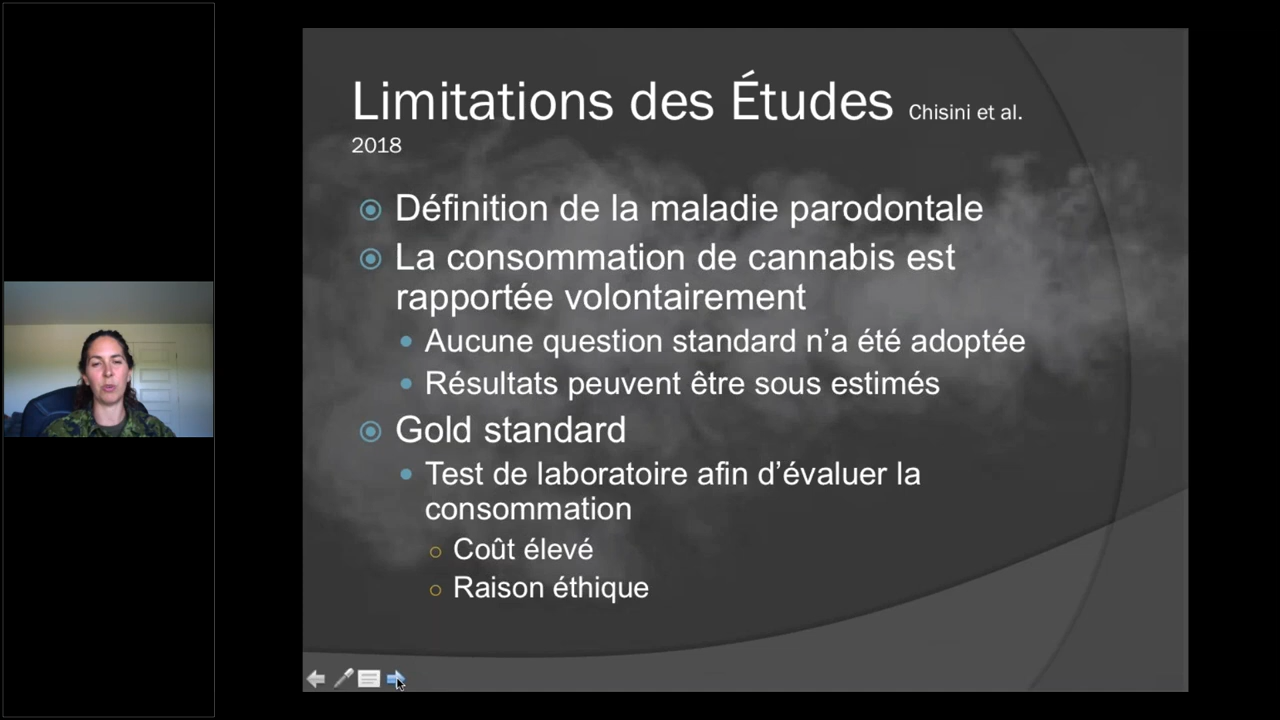 Limitations des Études Chisini et al.
2018
Définition de la maladie parodontale
La consommation de cannabis est
rapportée volontairement
Aucune question standard n’a été adoptée
Résultats peuvent être sous estimés
Gold standard
Test de laboratoire afin d’évaluer la
consommation
Coût élevé
Raison éthique